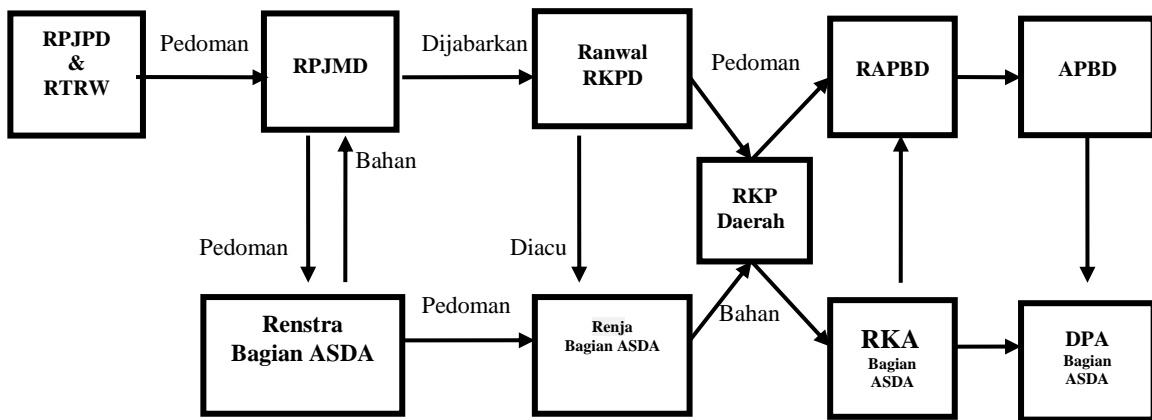 RPJPD
&
RTRW
Pedoman
RPJMD
Dijabarkan
Ranwal
RKPD
Pedoman
RAPBD
APBD
Bahan
RKP
Daerah
Pedoman
Diacu
Renstra
Bagian ASDA
Pedoman
Renja
Bagian ASDA
Bahan
RKA
Bagian
ASDA
DPA
Bagian
ASDA